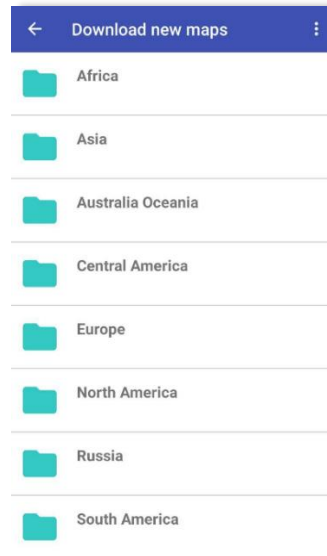 Download new maps
Africa
Asia
Australia Oceania
Central America
Europe
North America
Russia
South America